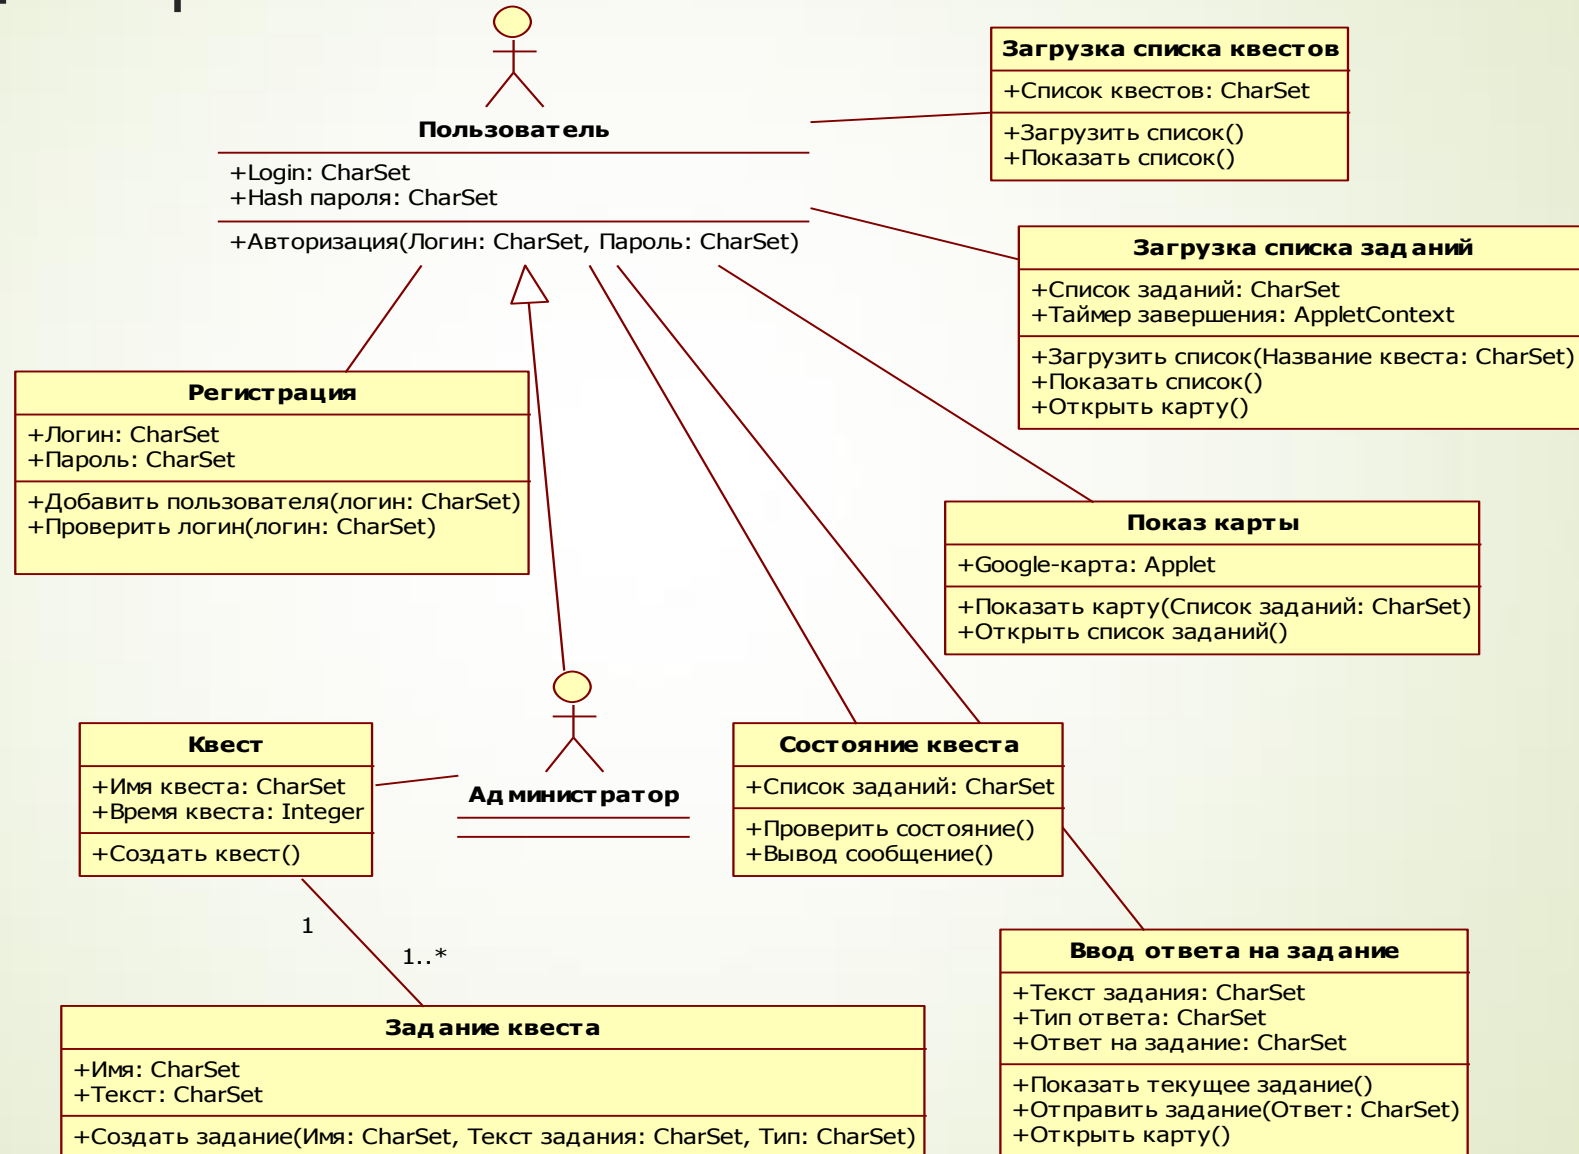 Пользователь
+Login: CharSet
+Hash пароля: CharSet
+Авторизация(Логин: CharSet, Пароль: CharSet)
Загрузка списка квестов
+Список квестов: CharSet
+Загрузить список()
+Показать список()
Загрузка списка заданий
+Список заданий: CharSet
+Таймер завершения: AppletContext
+Загрузить список(Название квеста: CharSet)
+Показать список()
+Открыть карту()
Регистрация
+Логин: CharSet
+Пароль: CharSet
+Добавить пользователя(логин: CharSet)
+Проверить логин(логин: CharSet)
Показ карты
+Google-карта: Applet
+Показать карту(Список заданий: CharSet)
+Открыть список заданий()
Квест
+Имя квеста: CharSet
+Время квеста: Integer
+Создать квест()
Администратор
Состояние квеста
+Список заданий: CharSet
+Проверить состояние()
+Вывод сообщение()
1
1..*
Задание квеста
+Имя: CharSet
+Текст: CharSet
+Создать задание(Имя: CharSet, Текст задания: CharSet, Тип: CharSet)
Ввод ответа на задание
+Текст задания: CharSet
+Тип ответа: CharSet
+Ответ на задание: CharSet
+Показать текущее задание()
+Отправить задание(Ответ: CharSet)
+Открыть карту()